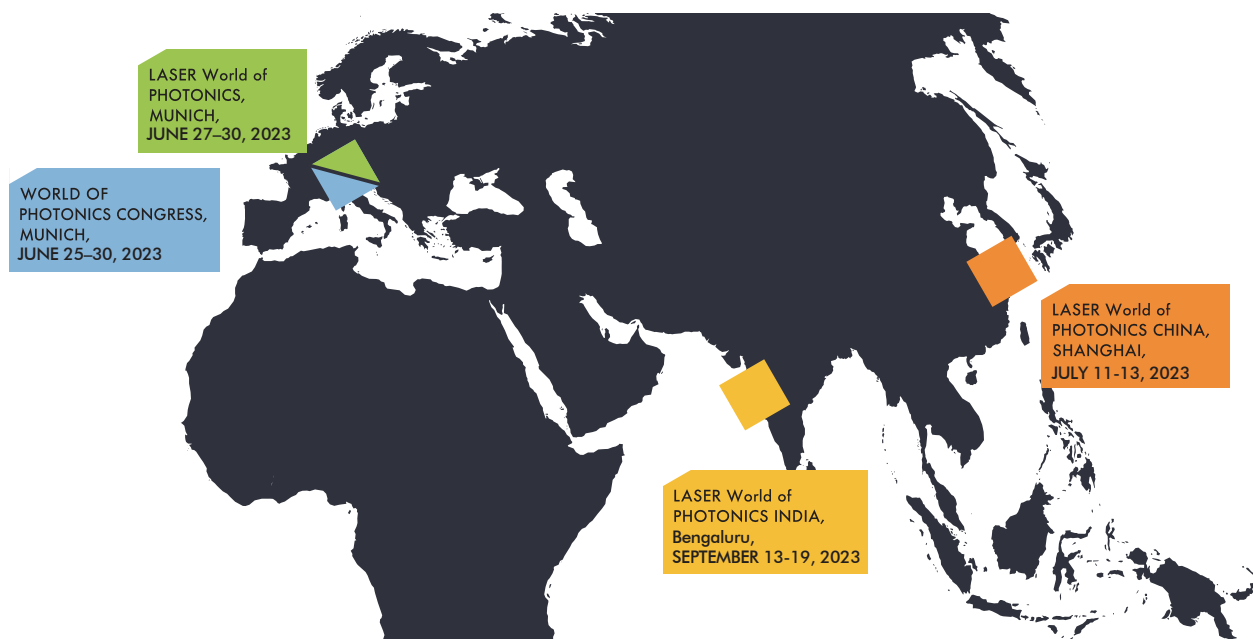 LASER World of
PHOTONICS,
MUNICH,
JUNE 27–30, 2023
WORLD OF
PHOTONICS CONGRESS,
MUNICH,
JUNE 25–30, 2023
LASER World of
PHOTONICS CHINA,
SHANGHAI,
JULY 11-13, 2023
LASER World of
PHOTONICS INDIA,
Bengaluru,
SEPTEMBER 13-19, 2023